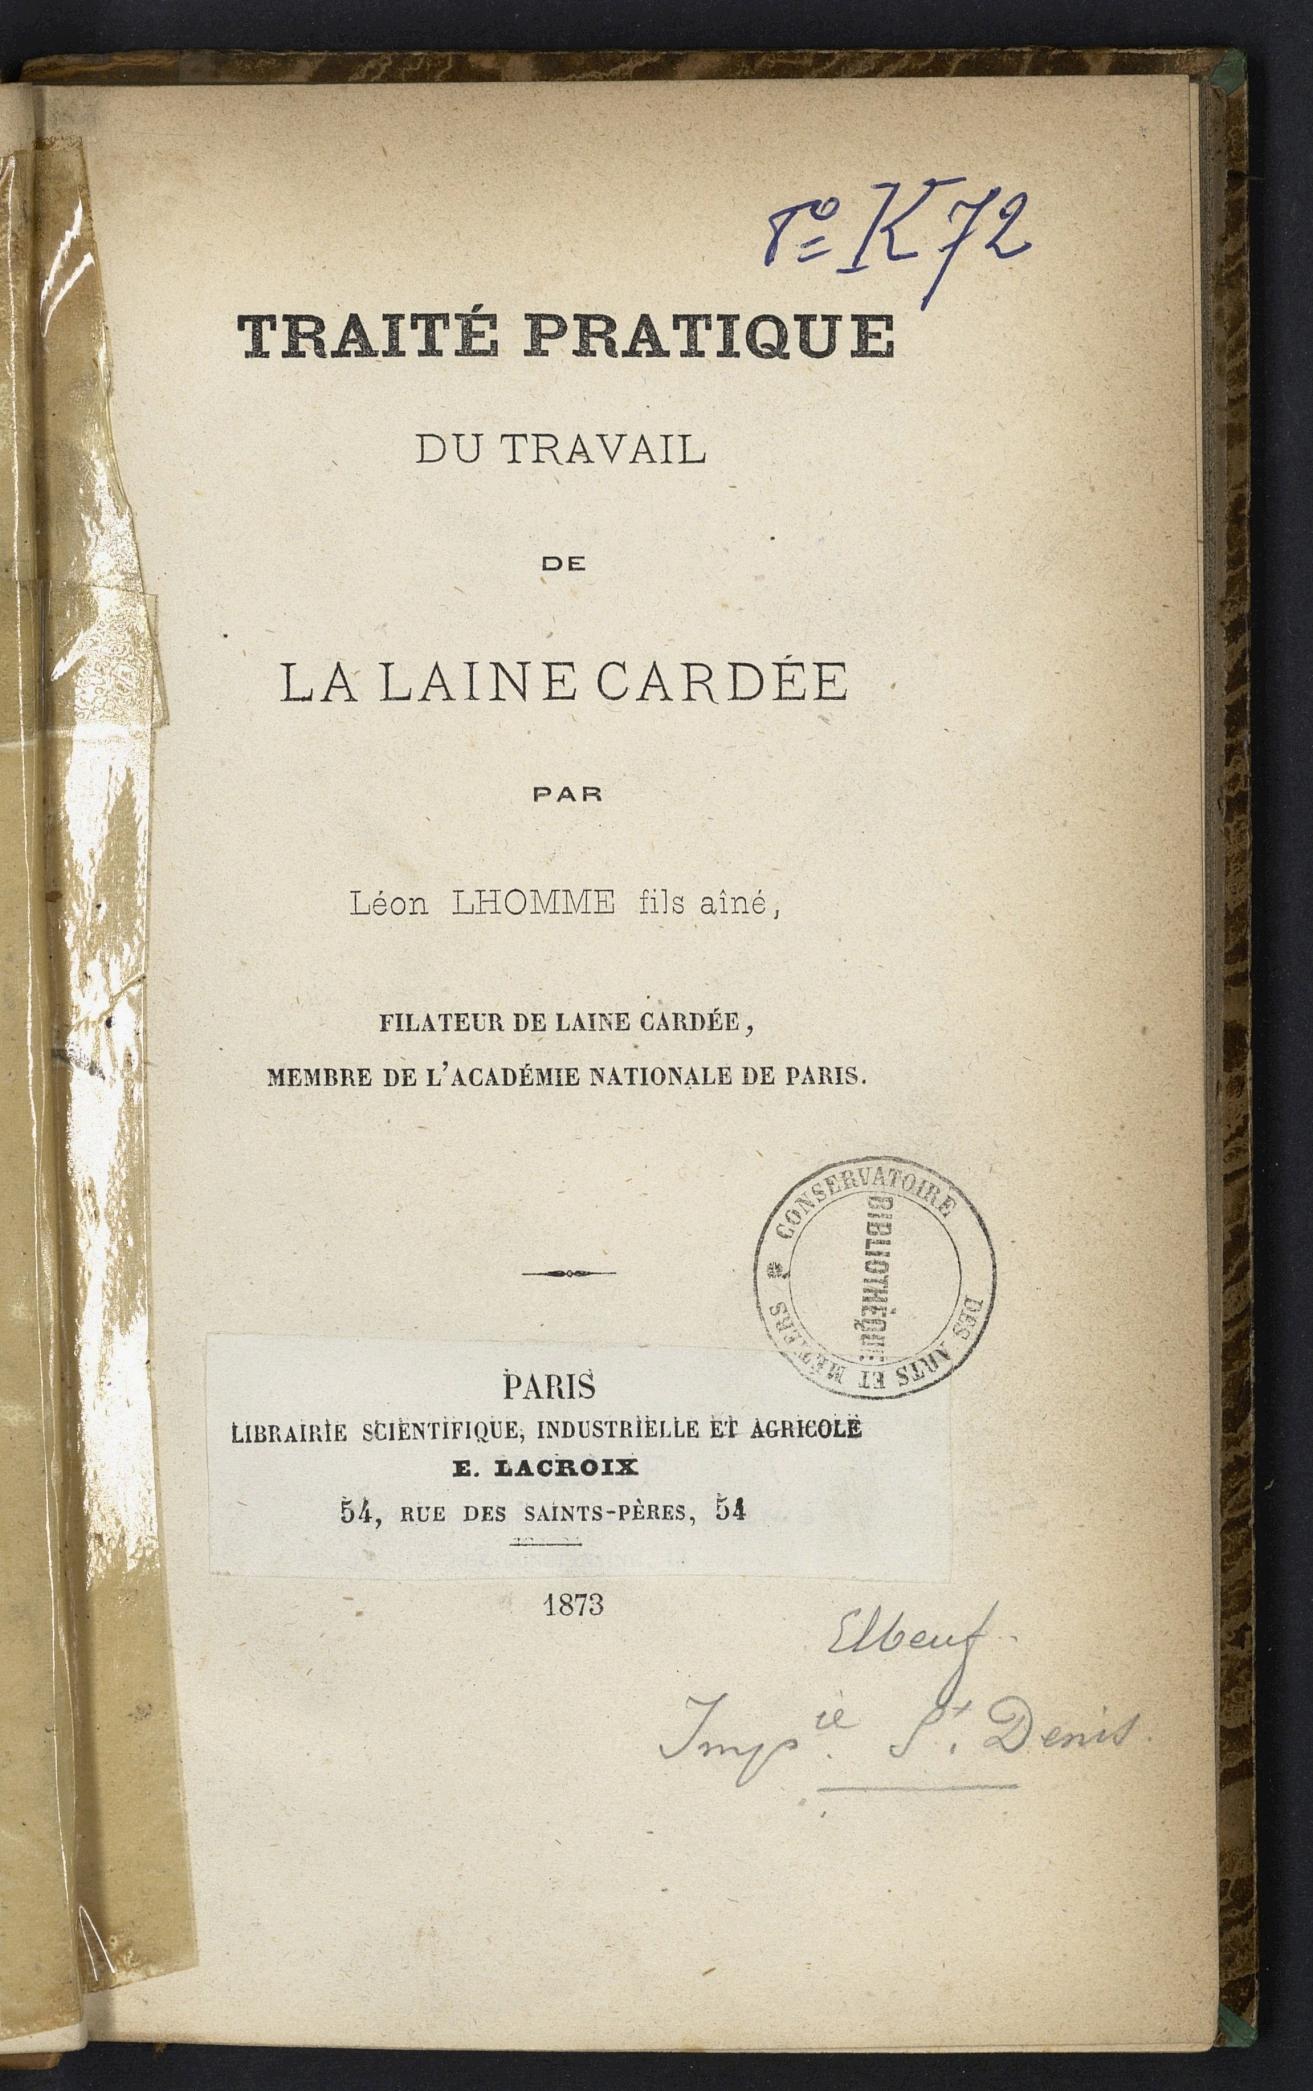 8º K 72
TRAITÉ PRATIQUE
DU TRAVAIL
DE
LA LAINE CARDÉE
PAR
Léon LHOMME fils aîné,
FILATEUR DE LAINE CARDÉE,
MEMBRE DE L'ACADÉMIE NATIONALE DE PARIS.
CONSERVATOIRE DES ARTS ET MÉTIERS
BIBLIOTHÈQUE
PARIS
LIBRAIRIE SCIENTIFIQUE, INDUSTRIELLE ET AGRICOLE
E. LACROIX
54, RUE DES SAINTS-PÈRES, 54
1873
Elbeuf
Impie St. Denis.